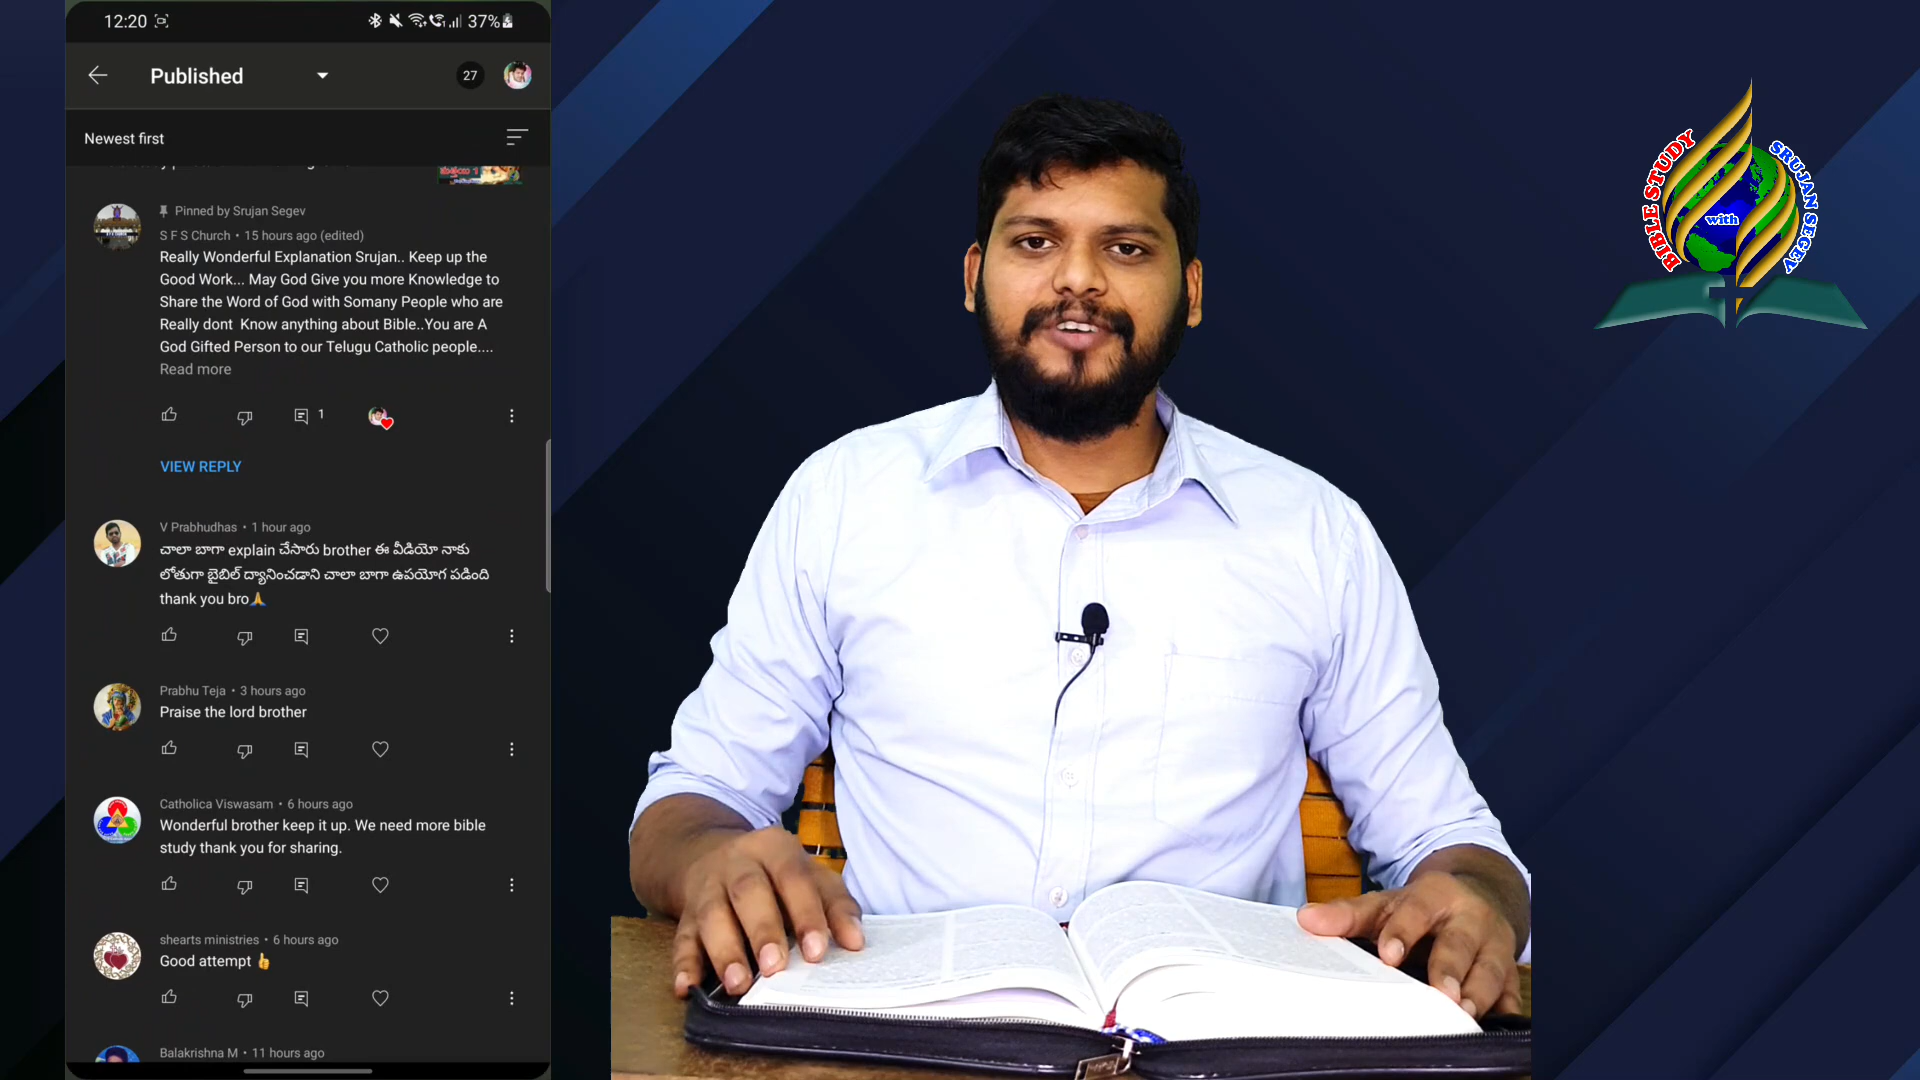 12:20
37%
Published
27
Newest first
Pinned by Srujan Segev
S F S Church • 15 hours ago (edited)
Really Wonderful Explanation Srujan.. Keep up the
Good Work... May God Give you more Knowledge to
Share the Word of God with Somany People who are
Really dont Know anything about Bible..You are A
God Gifted Person to our Telugu Catholic people....
Read more
1
VIEW REPLY
V Prabhudhas • 1 hour ago
చాలా బాగా explain చేసారు brother ఈ వీడియో నాకు
లోతుగా బైబిల్ ద్యానించడాని చాలా బాగా ఉపయోగ పడింది
thank you bro🙏
Prabhu Teja • 3 hours ago
Praise the lord brother
Catholica Viswasam • 6 hours ago
Wonderful brother keep it up. We need more bible
study thank you for sharing.
shearts ministries • 6 hours ago
Good attempt 👍
Balakrishna M • 11 hours ago
BIBLE STUDY
with
SRUJAN SEGEV